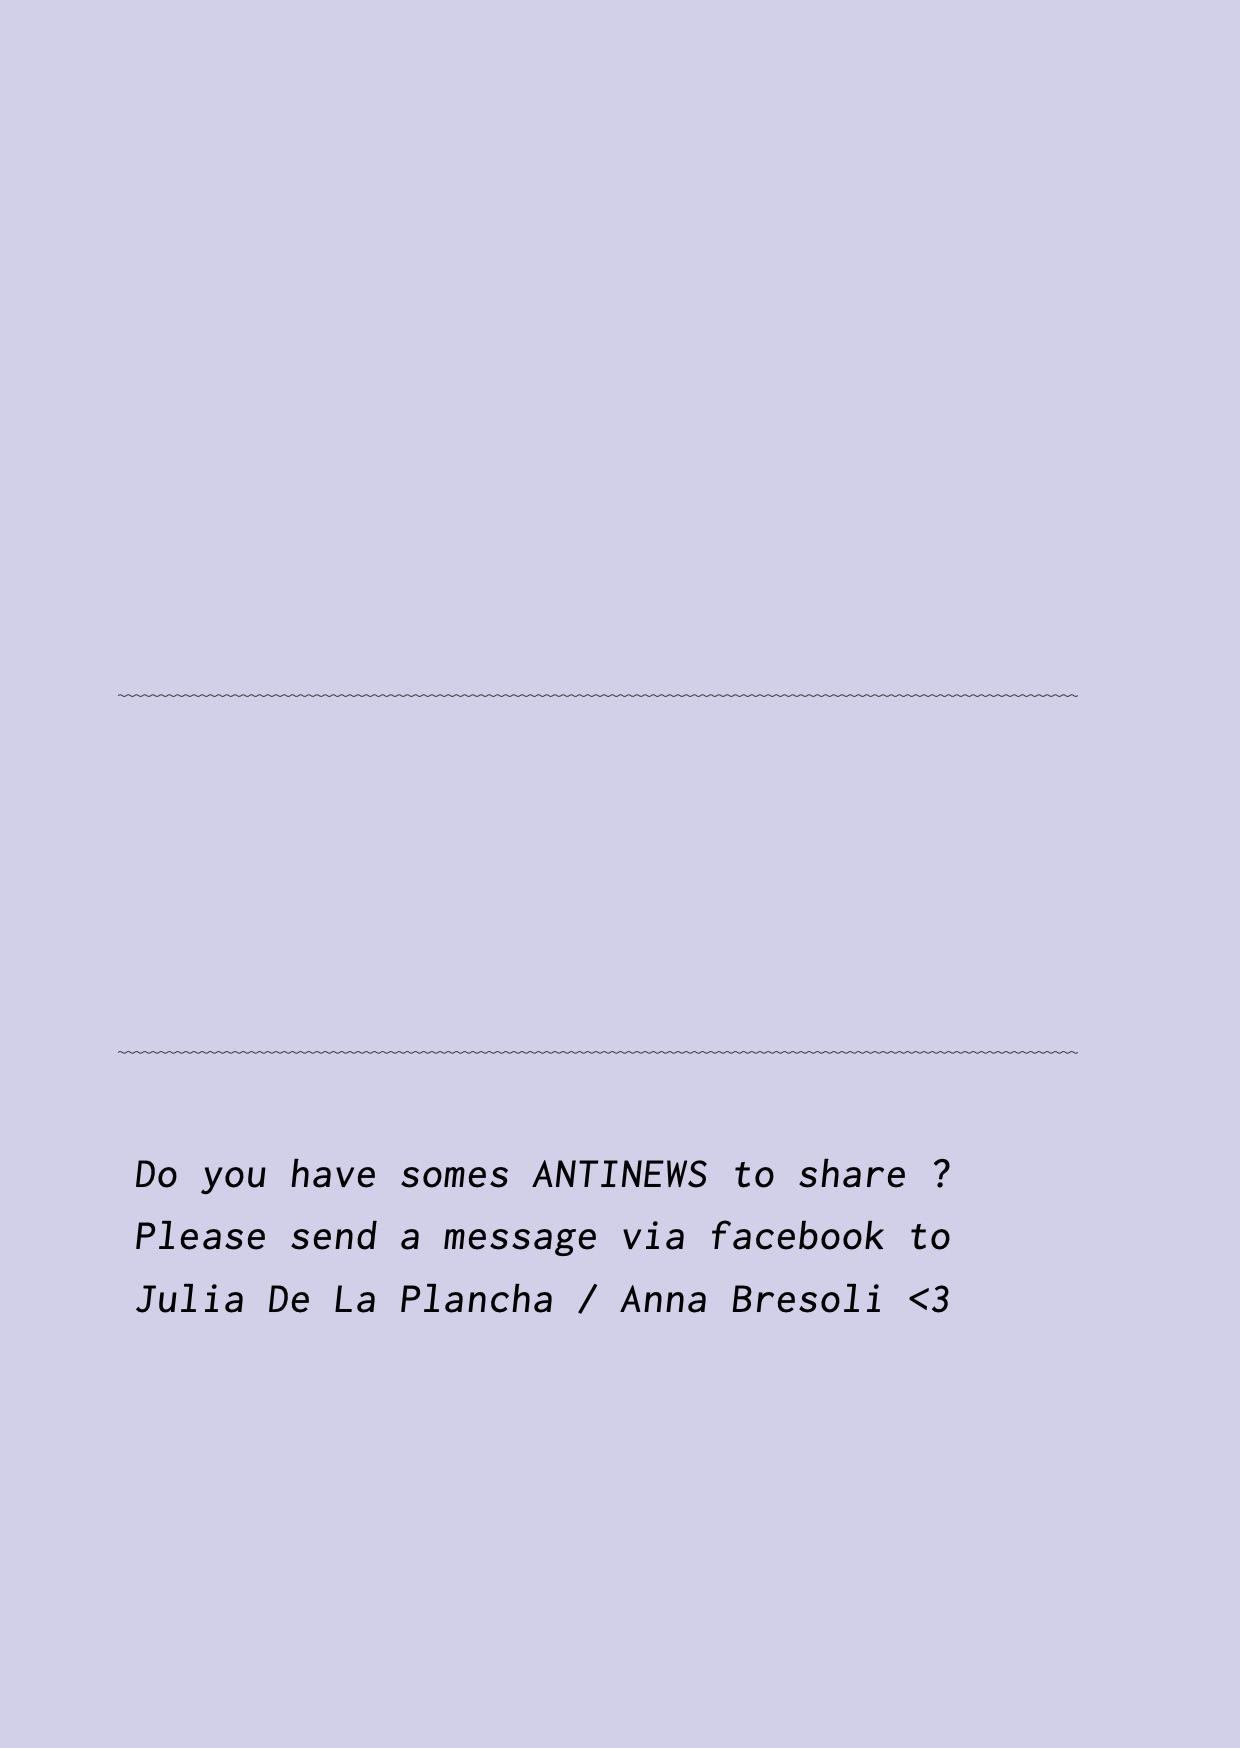 Do you have somes ANTINEWS to share ?
Please send a message via facebook to
Julia De La Plancha / Anna Bresoli <3